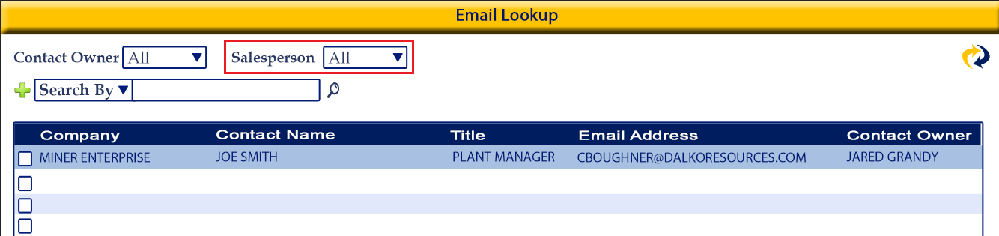 Email Lookup
Contact Owner All Salesperson All
Search By
Company Contact Name Title Email Address Contact Owner
MINER ENTERPRISE JOE SMITH PLANT MANAGER CBOUGHNER@DALKORESOURCES.COM JARED GRANDY